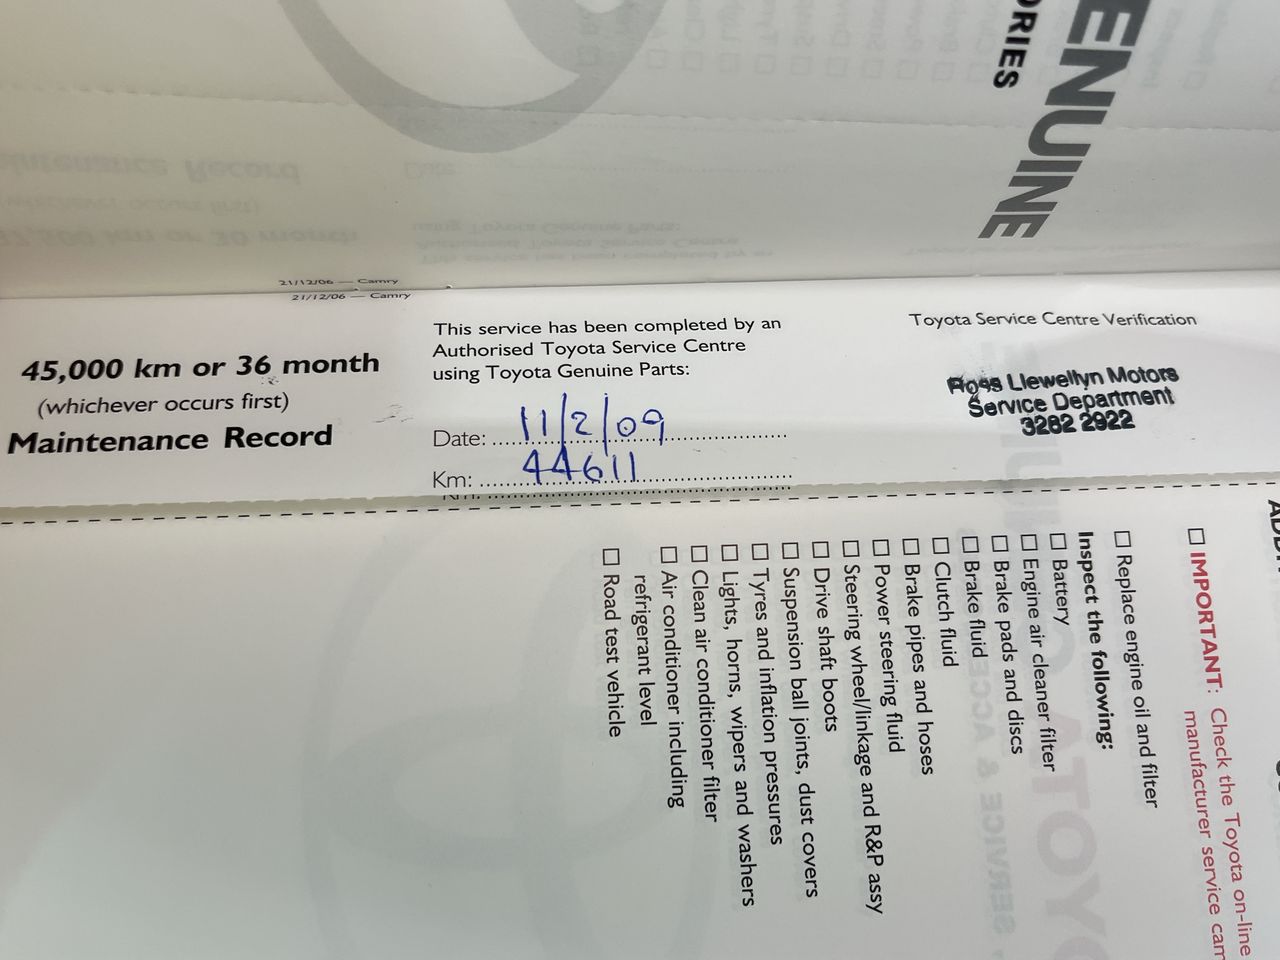 ORIES
ENUINE
21/12/06 — Camry
21/12/06 — Camry
45,000 km or 36 month
(whichever occurs first)
Maintenance Record
This service has been completed by an
Authorised Toyota Service Centre
using Toyota Genuine Parts:
Date: 11/2/09
Km: 44611
Toyota Service Centre Verification
Ross Llewellyn Motors
Service Department
3282 2922
☐ IMPORTANT: Check the Toyota on-line
manufacturer service cam
☐ Replace engine oil and filter
Inspect the following:
☐ Battery
☐ Engine air cleaner filter
☐ Brake pads and discs
☐ Brake fluid
☐ Clutch fluid
☐ Brake pipes and hoses
☐ Power steering fluid
☐ Steering wheel/linkage and R&P assy
☐ Drive shaft boots
☐ Suspension ball joints, dust covers
☐ Tyres and inflation pressures
☐ Lights, horns, wipers and washers
☐ Clean air conditioner filter
☐ Air conditioner including
refrigerant level
☐ Road test vehicle